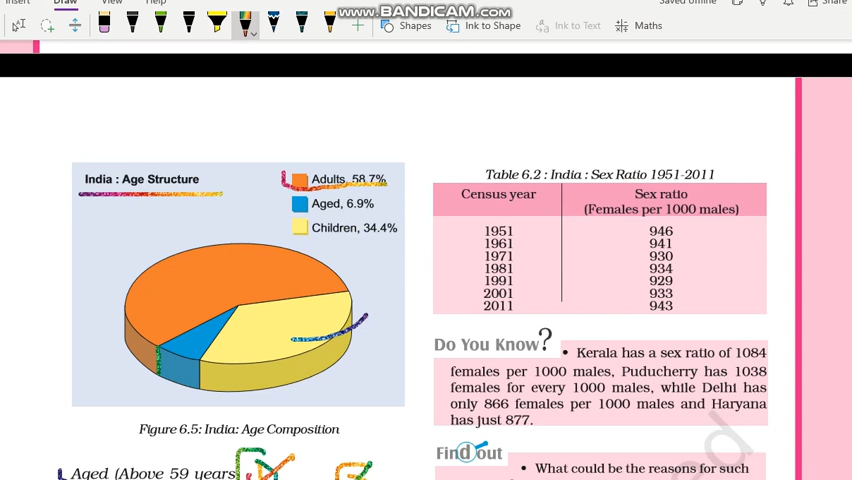 Insert
Draw
View
Help
www.BANDICAM.com
Saved offline
Share
Shapes
Ink to Shape
Ink to Text
Maths
India : Age Structure
Adults, 58.7%
Aged, 6.9%
Children, 34.4%
Figure 6.5: India: Age Composition
Aged (Above 59 years
Table 6.2 : India : Sex Ratio 1951-2011
Census year Sex ratio
(Females per 1000 males)
1951 946
1961 941
1971 930
1981 934
1991 929
2001 933
2011 943
Do You Know?
• Kerala has a sex ratio of 1084
females per 1000 males, Puducherry has 1038
females for every 1000 males, while Delhi has
only 866 females per 1000 males and Haryana
has just 877.
Find out
• What could be the reasons for such